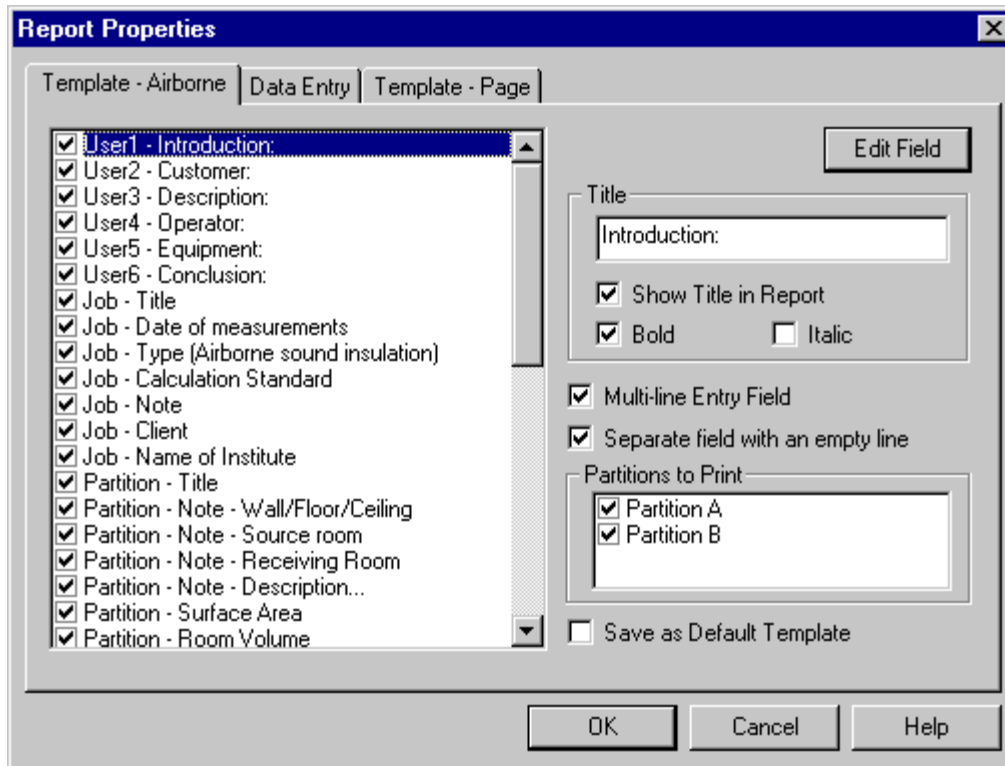 Report Properties
Template - Airborne
Data Entry
Template - Page
User1 - Introduction:
User2 - Customer:
User3 - Description:
User4 - Operator:
User5 - Equipment:
User6 - Conclusion:
Job - Title
Job - Date of measurements
Job - Type (Airborne sound insulation)
Job - Calculation Standard
Job - Note
Job - Client
Job - Name of Institute
Partition - Title
Partition - Note - Wall/Floor/Ceiling
Partition - Note - Source room
Partition - Note - Receiving Room
Partition - Note - Description...
Partition - Surface Area
Partition - Room Volume
Edit Field
Title
Introduction:
Show Title in Report
Bold
Italic
Multi-line Entry Field
Separate field with an empty line
Partitions to Print
Partition A
Partition B
Save as Default Template
OK
Cancel
Help